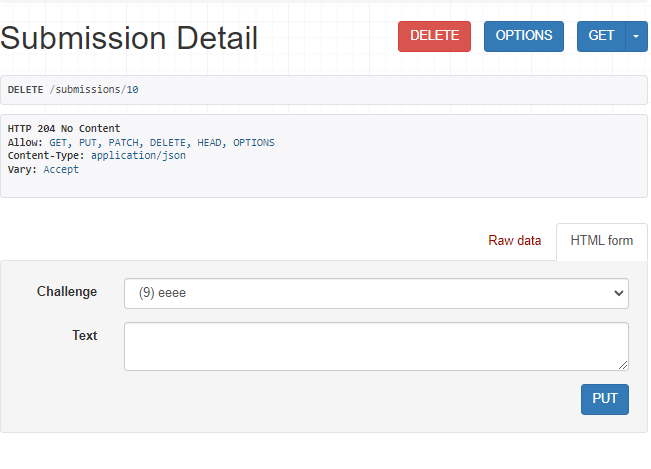 Submission Detail
DELETE
OPTIONS
GET
DELETE /submissions/10
HTTP 204 No Content
Allow: GET, PUT, PATCH, DELETE, HEAD, OPTIONS
Content-Type: application/json
Vary: Accept
Raw data
HTML form
Challenge
(9) eeee
Text
PUT